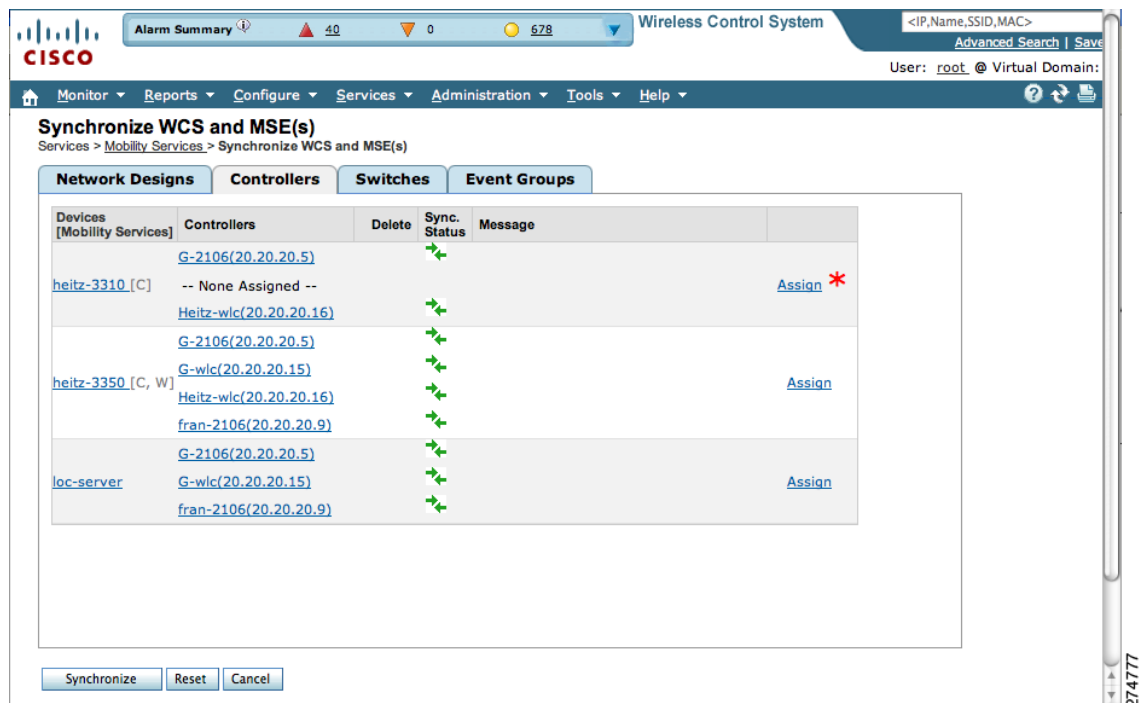 Alarm Summary 40 0 678
Wireless Control System
<IP,Name,SSID,MAC>
Advanced Search | Save
CISCO
User: root @ Virtual Domain:
Monitor Reports Configure Services Administration Tools Help
Synchronize WCS and MSE(s)
Services > Mobility Services > Synchronize WCS and MSE(s)
Network Designs Controllers Switches Event Groups
Devices [Mobility Services] Controllers Delete Sync. Status Message
G-2106(20.20.20.5)
heitz-3310 [C] -- None Assigned -- Assign *
Heitz-wlc(20.20.20.16)
G-2106(20.20.20.5)
G-wlc(20.20.20.15)
heitz-3350 [C, W] Assign
Heitz-wlc(20.20.20.16)
fran-2106(20.20.20.9)
G-2106(20.20.20.5)
loc-server G-wlc(20.20.20.15) Assign
fran-2106(20.20.20.9)
Synchronize Reset Cancel
274777